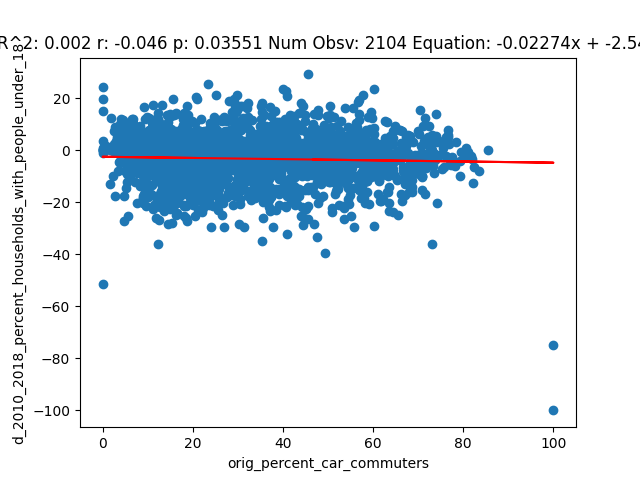 R^2: 0.002 r: -0.046 p: 0.03551 Num Obsv: 2104 Equation: -0.02274x + -2.54
d_2010_2018_percent_households_with_people_under_18
20
0
−20
−40
−60
−80
−100
0 20 40 60 80 100
orig_percent_car_commuters